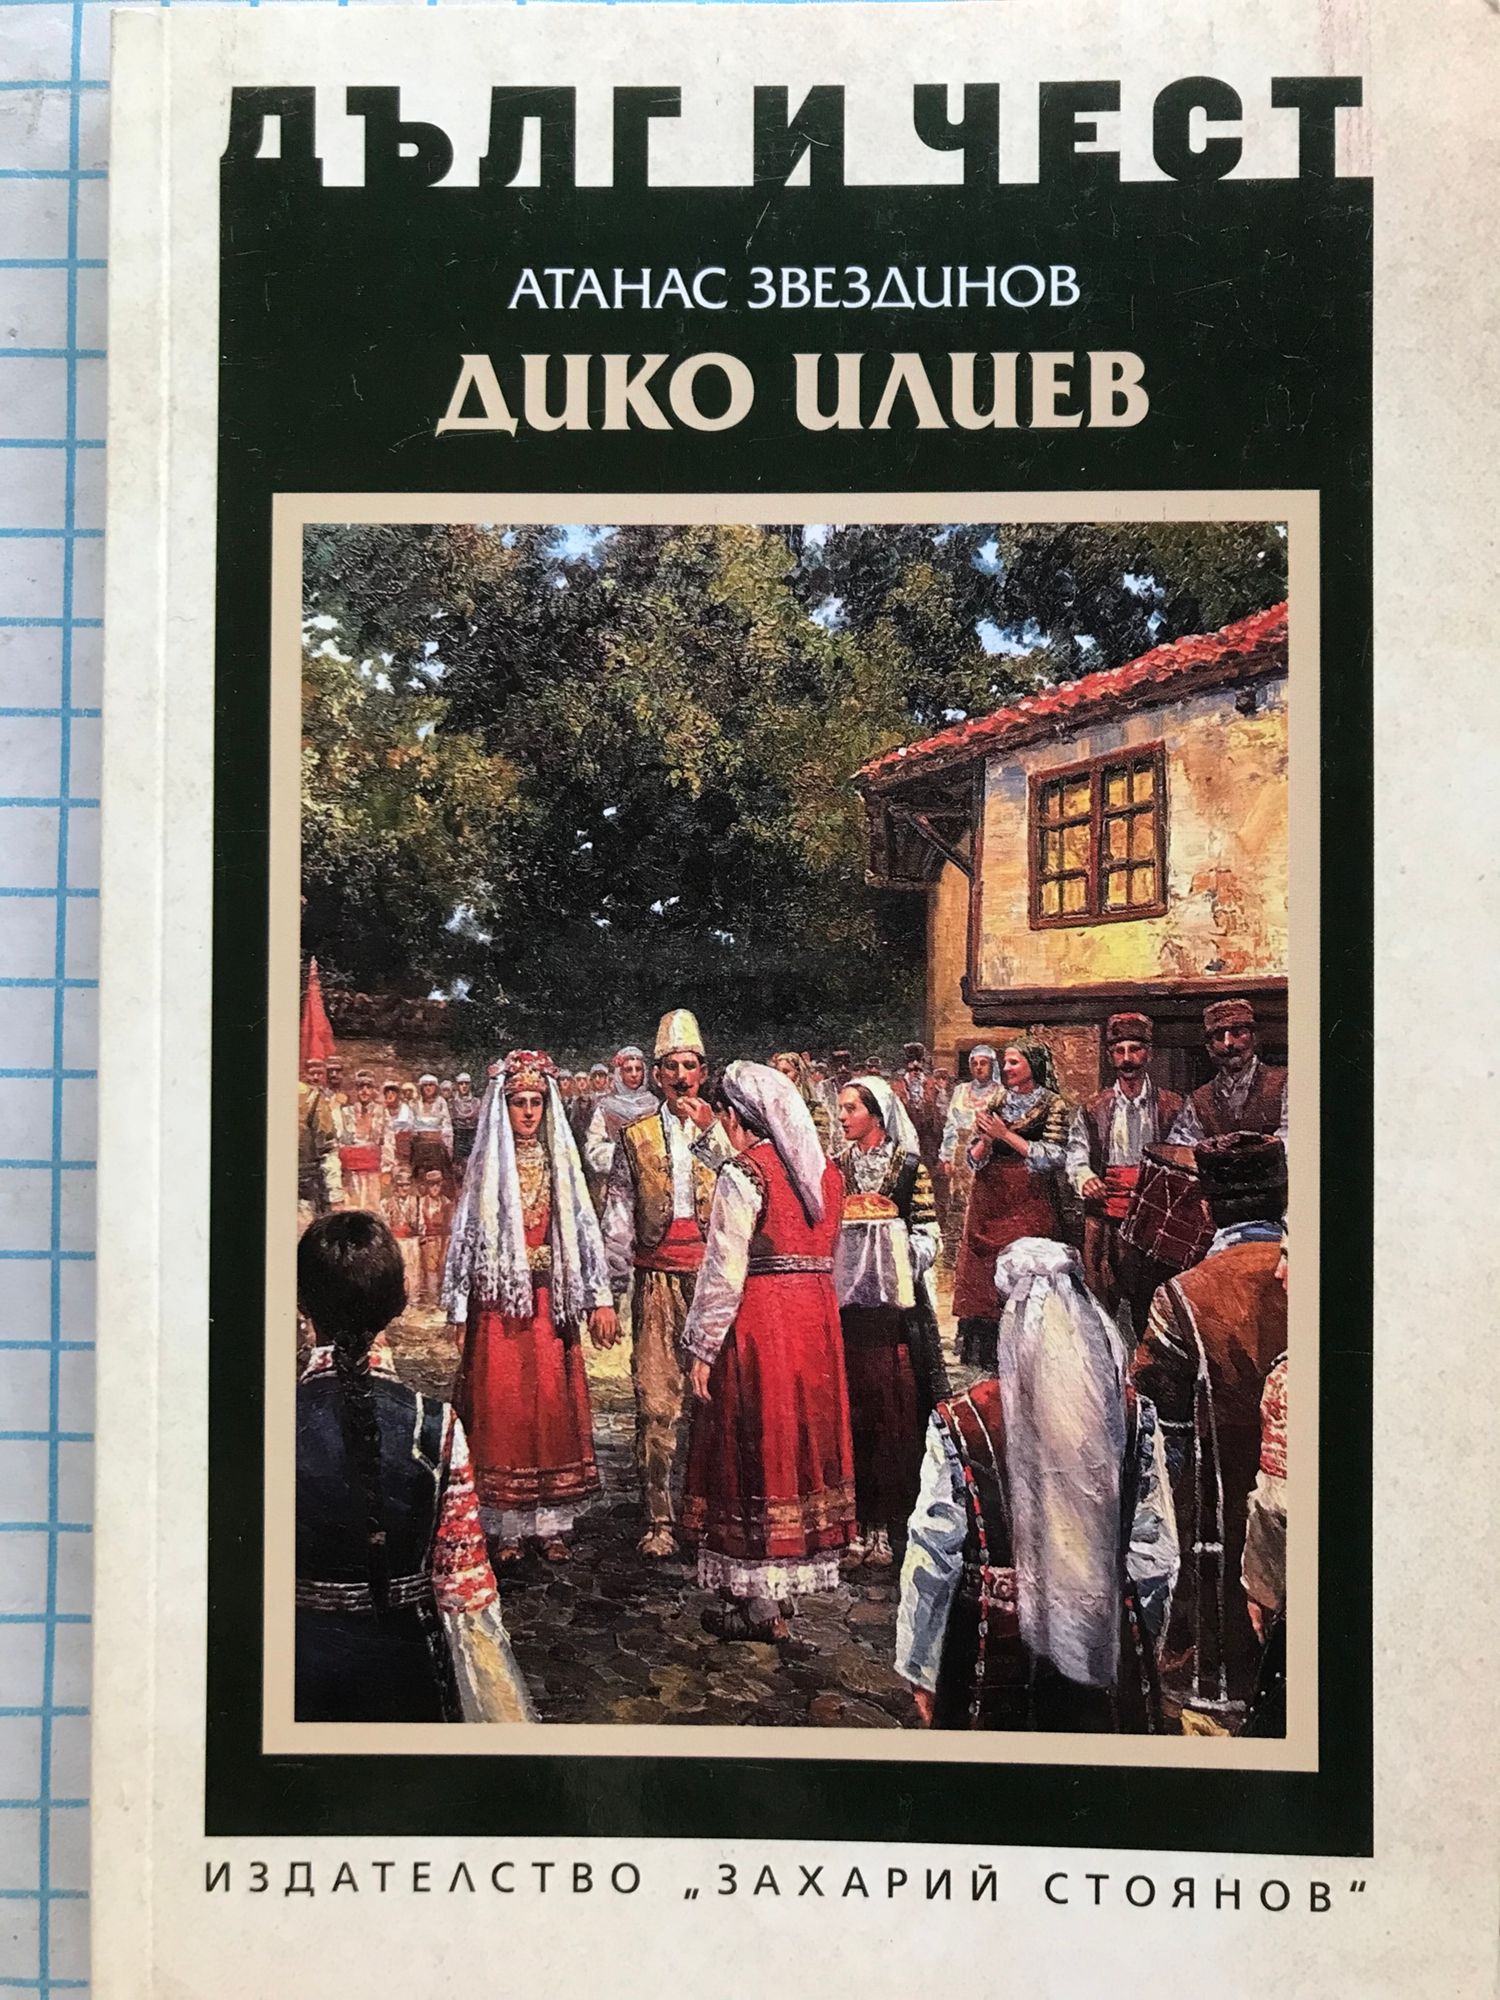 ДЪЛГ И ЧЕСТ
АТАНАС ЗВЕЗДИНОВ
ДИКО ИЛИЕВ
ИЗДАТЕЛСТВО „ЗАХАРИЙ СТОЯНОВ“